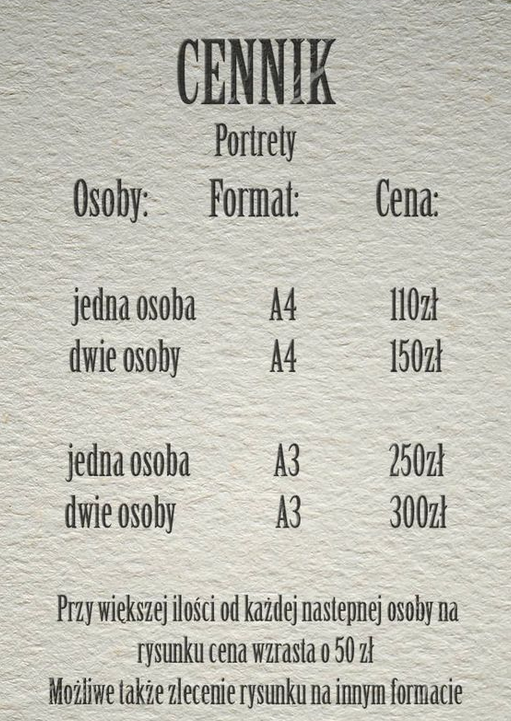 CENNIK
Portrety
Osoby: Format: Cena:
jedna osoba A4 110zł
dwie osoby A4 150zł
jedna osoba A3 250zł
dwie osoby A3 300zł
Przy większej ilości od każdej nastepnej osoby na
rysunku cena wzrasta o 50 zł
Możliwe także zlecenie rysunku na innym formacie